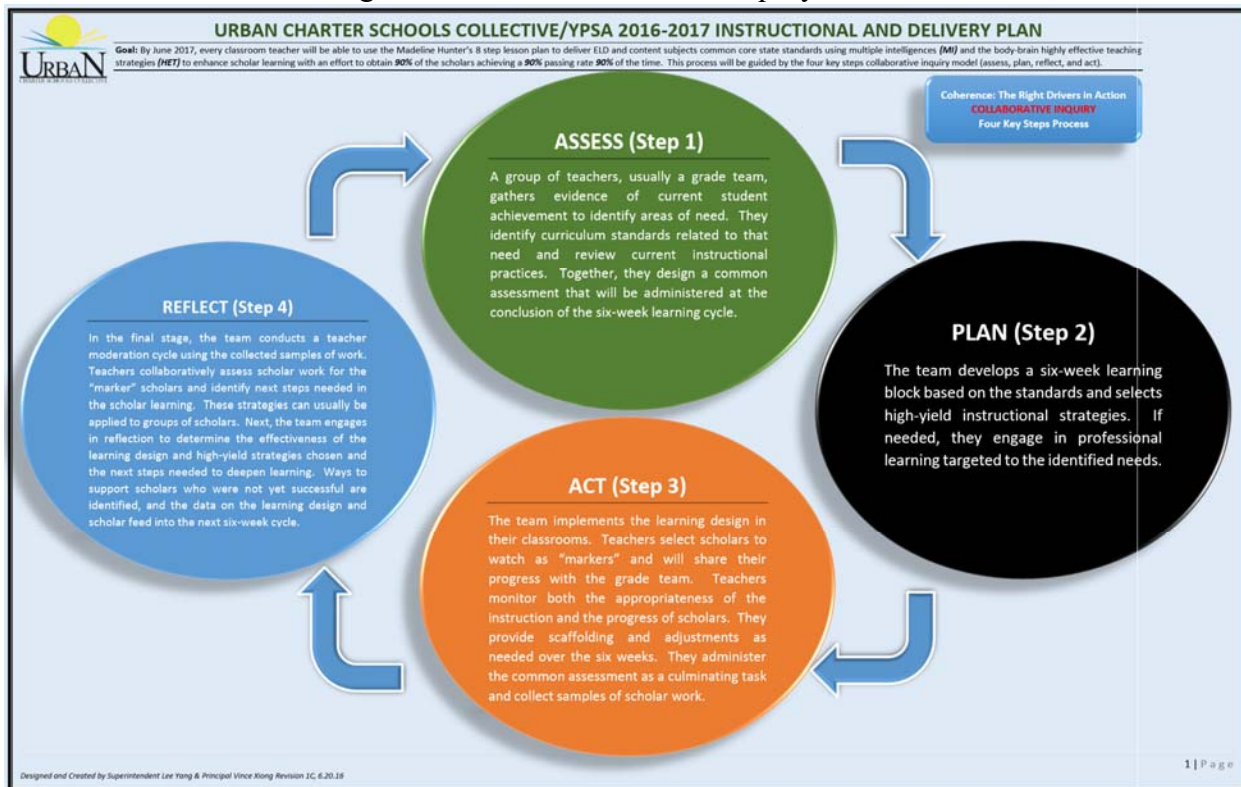 URBAN CHARTER SCHOOLS COLLECTIVE/YPSA 2016-2017 INSTRUCTIONAL AND DELIVERY PLAN
Goal: By June 2017, every classroom teacher will be able to use the Madeline Hunter's 8 step lesson plan to deliver ELD and content subjects common core state standards using multiple intelligences (MI) and the body-brain highly effective teaching
strategies (HET) to enhance scholar learning with an effort to obtain 90% of the scholars achieving a 90% passing rate 90% of the time. This process will be guided by the four key steps collaborative inquiry model (assess, plan, reflect, and act).
URBAN
CHARTER SCHOOLS COLLECTIVE
Coherence: The Right Drivers in Action
COLLABORATIVE INQUIRY
Four Key Steps Process
ASSESS (Step 1)
A group of teachers, usually a grade team,
gathers evidence of current student
achievement to identify areas of need. They
identify curriculum standards related to that
need and review current instructional
practices. Together, they design a common
assessment that will be administered at the
conclusion of the six-week learning cycle.
PLAN (Step 2)
The team develops a six-week learning
block based on the standards and selects
high-yield instructional strategies. If
needed, they engage in professional
learning targeted to the identified needs.
ACT (Step 3)
The team implements the learning design in
their classrooms. Teachers select scholars to
watch as "markers" and will share their
progress with the grade team. Teachers
monitor both the appropriateness of the
instruction and the progress of scholars. They
provide scaffolding and adjustments as
needed over the six weeks. They administer
the common assessment as a culminating task
and collect samples of scholar work.
REFLECT (Step 4)
In the final stage, the team conducts a teacher
moderation cycle using the collected samples of work.
Teachers collaboratively assess scholar work for the
"marker" scholars and identify next steps needed in
the scholar learning. These strategies can usually be
applied to groups of scholars. Next, the team engages
in reflection to determine the effectiveness of the
learning design and high-yield strategies chosen and
the next steps needed to deepen learning. Ways to
support scholars who were not yet successful are
identified, and the data on the learning design and
scholar feed into the next six-week cycle.
Designed and Created by Superintendent Lee Yang & Principal Vince Xiong Revision 1C, 6.20.16
1 | Page